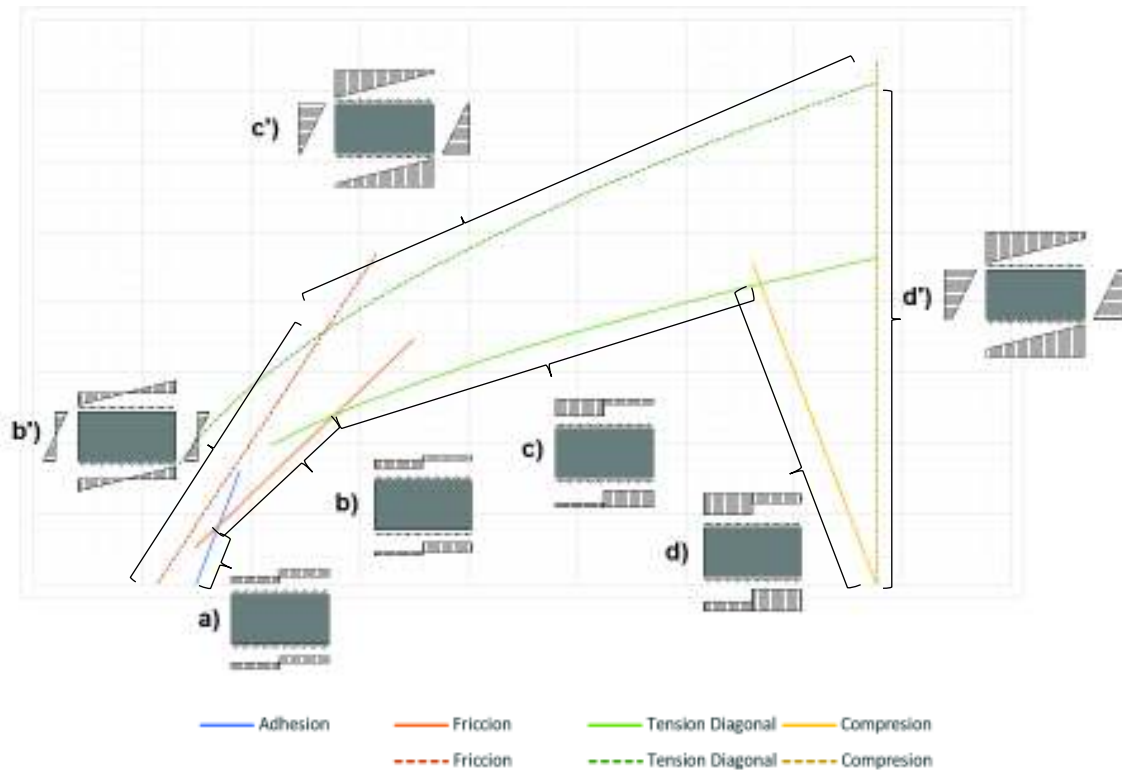 c')
d')
b')
c)
b)
d)
a)
Adhesion Friccion Tension Diagonal Compresion
Friccion Tension Diagonal Compresion